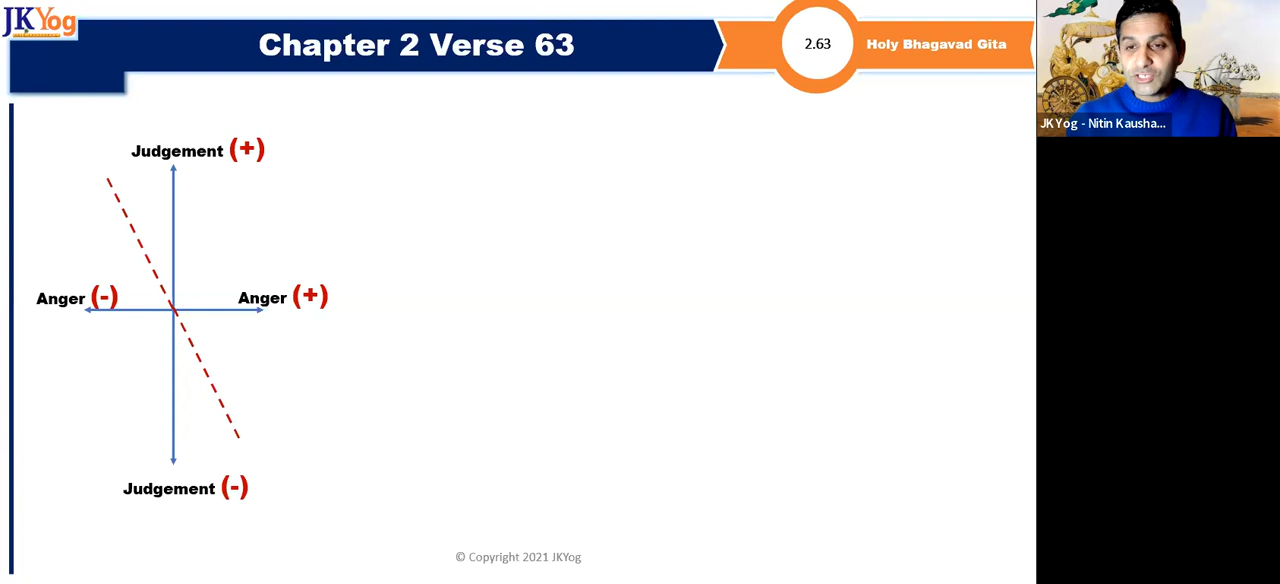 JKYog
Chapter 2 Verse 63
2.63
Holy Bhagavad Gita
JKYog - Nitin Kausha...
Judgement (+)
Anger (-)
Anger (+)
Judgement (-)
© Copyright 2021 JKYog